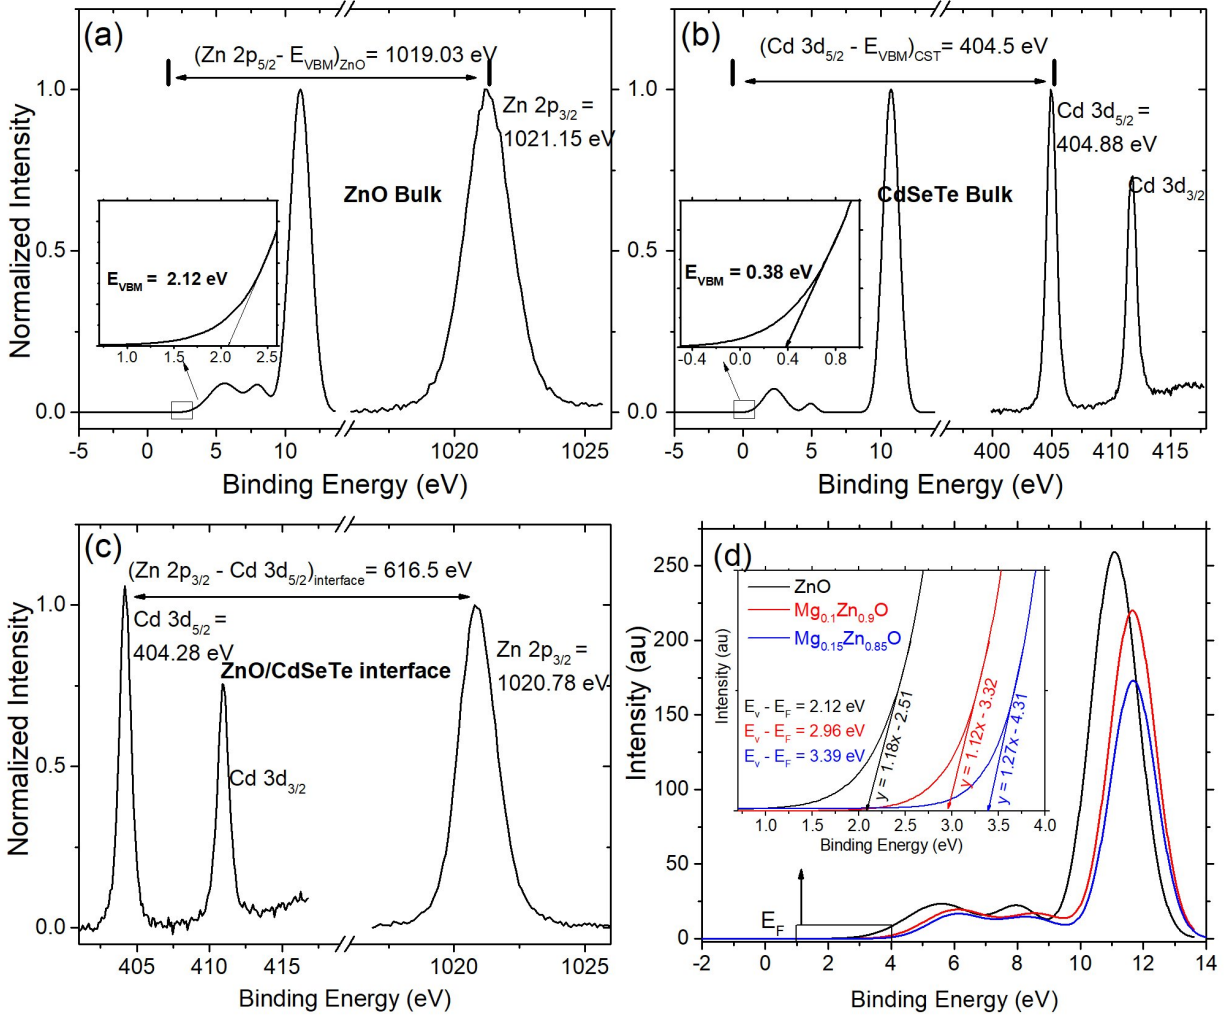 (a)
(Zn 2p5/2- EVBM)ZnO= 1019.03 eV
Zn 2p3/2 =
1021.15 eV
ZnO Bulk
EVBM = 2.12 eV
1.0 1.5 2.0 2.5
1.0
0.5
0.0
Normalized Intensity
-5 0 5 10 1020 1025
Binding Energy (eV)
(b)
(Cd 3d5/2 - EVBM)CST= 404.5 eV
Cd 3d5/2 =
404.88 eV
Cd 3d3/2
CdSeTe Bulk
EVBM = 0.38 eV
-0.4 0.0 0.4 0.8
1.0
0.5
0.0
-5 0 5 10 400 405 410 415
Binding Energy (eV)
(c)
(Zn 2p3/2 - Cd 3d5/2)interface= 616.5 eV
Cd 3d5/2 =
404.28 eV
ZnO/CdSeTe interface
Zn 2p3/2 =
1020.78 eV
Cd 3d3/2
1.0
0.5
0.0
Normalized Intensity
405 410 415 1020 1025
Binding Energy (eV)
(d)
ZnO
Mg0.1Zn0.9O
Mg0.15Zn0.85O
Ev - EF = 2.12 eV
Ev - EF = 2.96 eV
Ev - EF = 3.39 eV
y = 1.18x - 2.51
y = 1.12x - 3.32
y = 1.27x - 4.31
Intensity (au)
1.0 1.5 2.0 2.5 3.0 3.5 4.0
Binding Energy (eV)
EF
250
200
150
100
50
0
Intensity (au)
-2 0 2 4 6 8 10 12 14
Binding Energy (eV)